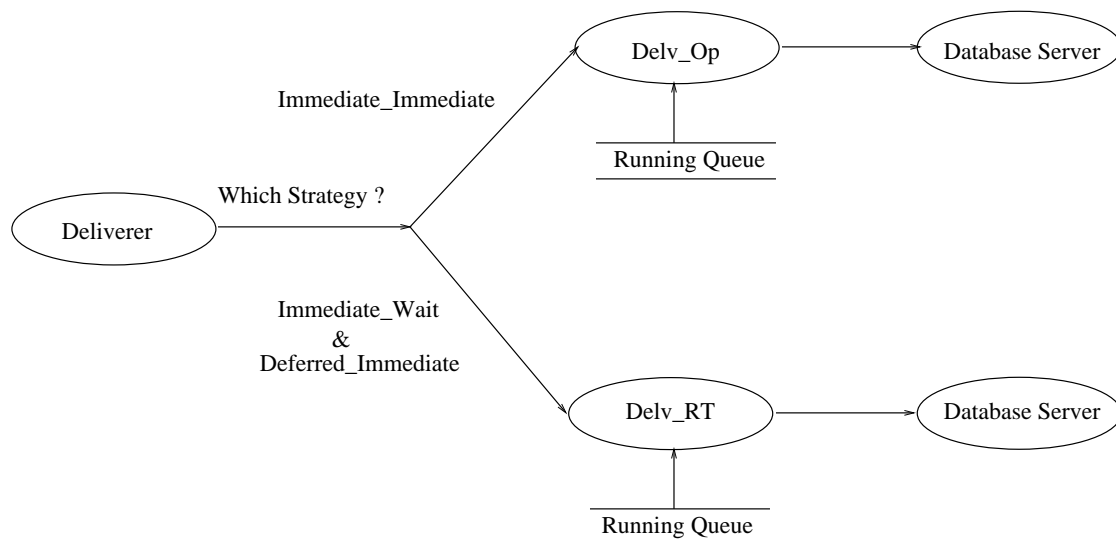 Delv_Op
Database Server
Immediate_Immediate
Running Queue
Which Strategy ?
Deliverer
Immediate_Wait
&
Deferred_Immediate
Delv_RT
Database Server
Running Queue